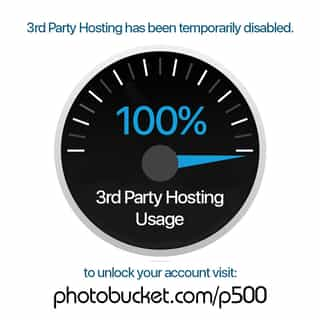 3rd Party Hosting has been temporarily disabled.
100%
3rd Party Hosting
Usage
to unlock your account visit:
photobucket.com/p500